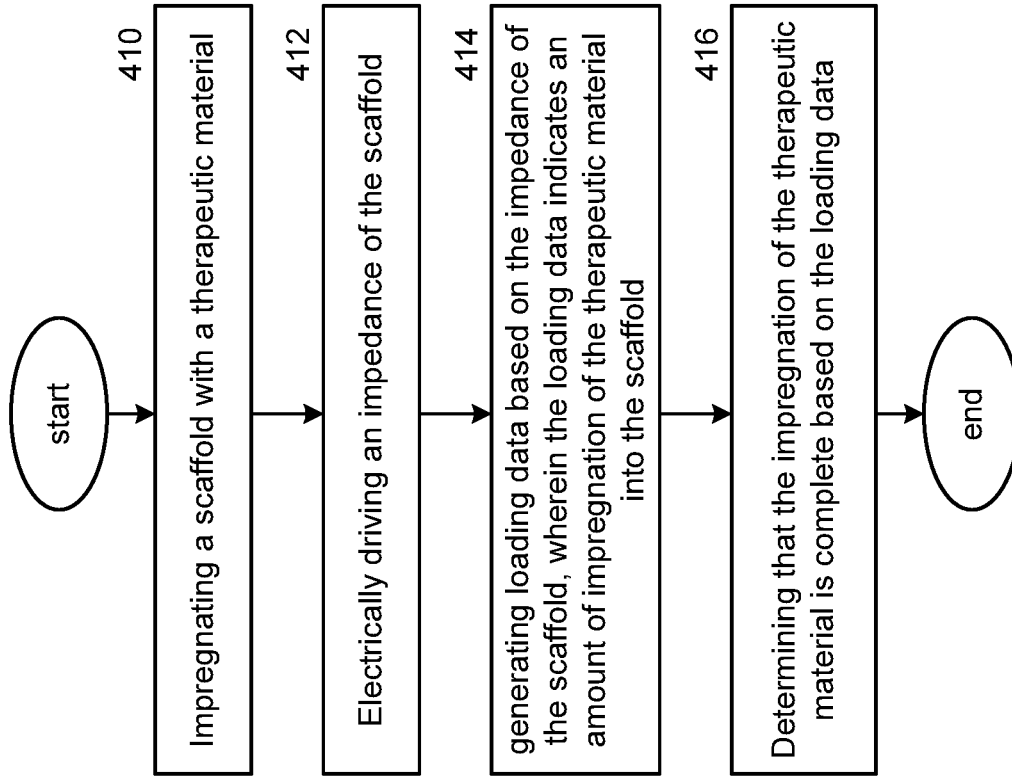 start
410
Impregnating a scaffold with a therapeutic material
412
Electrically driving an impedance of the scaffold
414
generating loading data based on the impedance of
the scaffold, wherein the loading data indicates an
amount of impregnation of the therapeutic material
into the scaffold
416
Determining that the impregnation of the therapeutic
material is complete based on the loading data
end